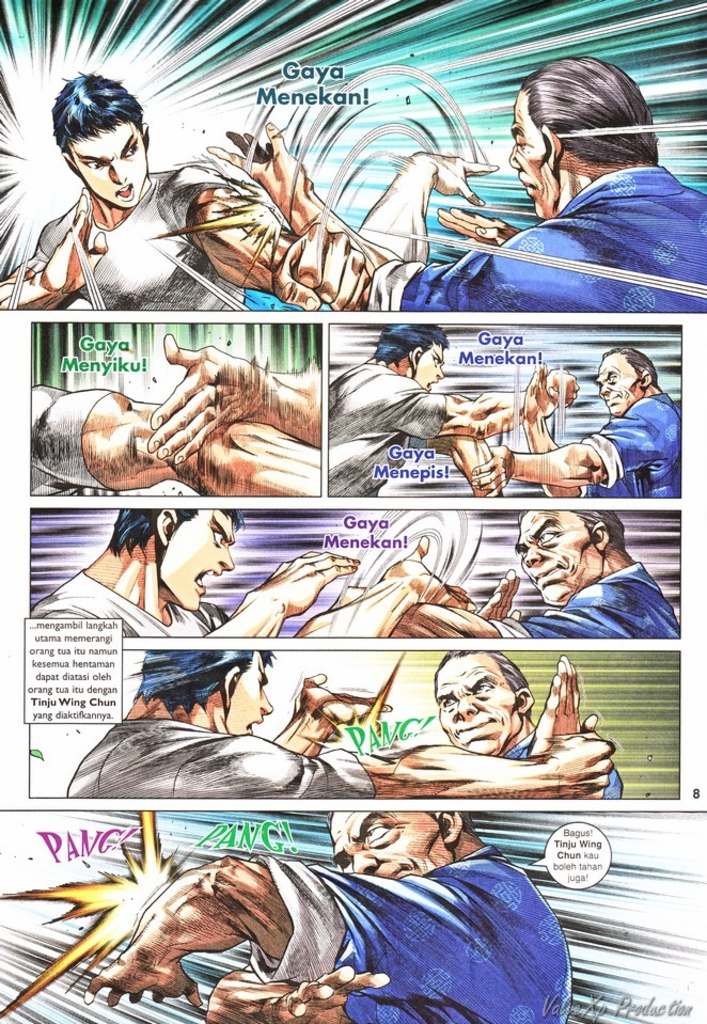 Gaya
Menekan!
Gaya
Menyiku!
Gaya
Menekan!
Gaya
Menepis!
Gaya
Menekan!
...mengambil langkah
utama memerangi
orang tua itu namun
kesemua hentaman
dapat diatasi oleh
orang tua itu dengan
Tinju Wing Chun
yang diaktifkannya.
PANG!
8
PANG!
PANG!
Bagus!
Tinju Wing
Chun kau
boleh tahan
juga!